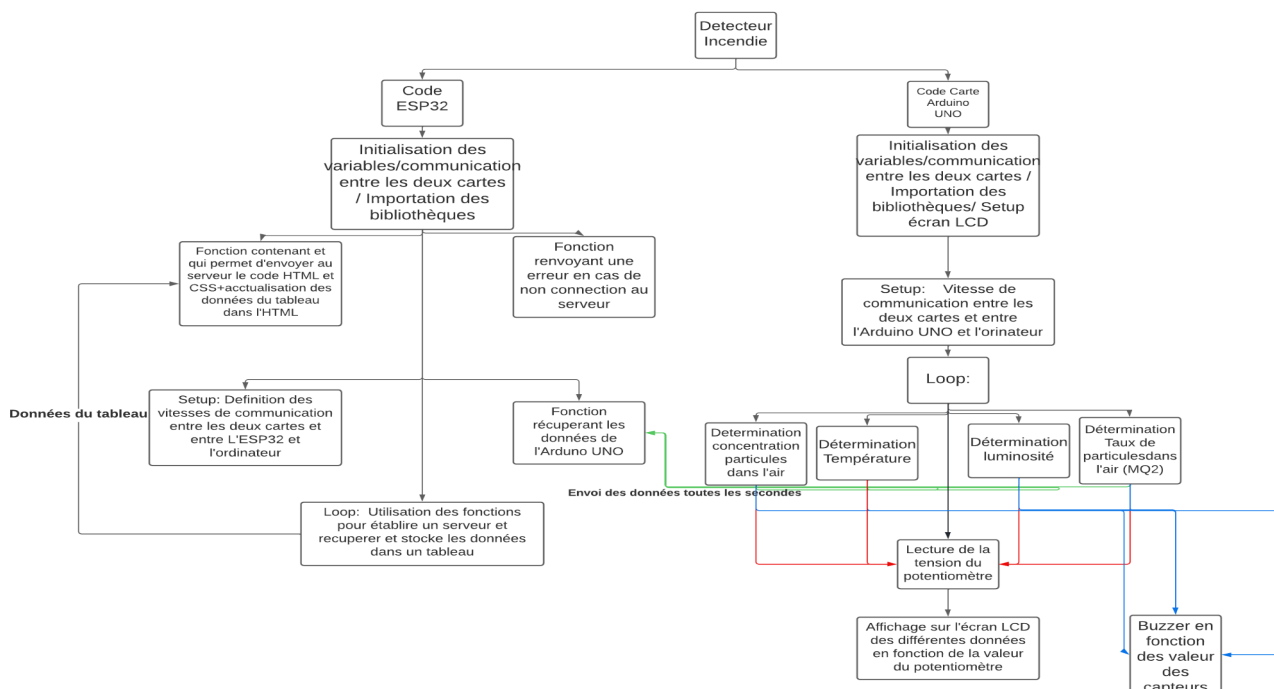 Detecteur
Incendie
Code
ESP32
Code Carte
Arduino
UNO
Initialisation des
variables/communication
entre les deux cartes
/ Importation des
bibliothèques
Initialisation des
variables/communication
entre les deux cartes /
Importation des
bibliothèques/ Setup
écran LCD
Fonction contenant et
qui permet d'envoyer au
serveur le code HTML et
CSS+acctualisation des
données du tableau
dans l'HTML
Fonction
renvoyant une
erreur en cas de
non connection au
serveur
Setup: Vitesse de
communication entre les
deux cartes et entre
l'Arduino UNO et l'orinateur
Loop:
Données du tableau
Setup: Definition des
vitesses de communication
entre les deux cartes et
entre L'ESP32 et
l'ordinateur
Fonction
récuperant les
données de
l'Arduno UNO
Determination
concentration
particules
dans l'air
Détermination
Température
Détermination
luminosité
Détermination
Taux de
particulesdans
l'air (MQ2)
Envoi des données toutes les secondes
Loop: Utilisation des fonctions
pour établire un serveur et
recuperer et stocke les données
dans un tableau
Lecture de la
tension du
potentiomètre
Affichage sur l'écran LCD
des différentes données
en fonction de la valeur
du potentiomètre
Buzzer en
fonction
des valeur
des
capteurs